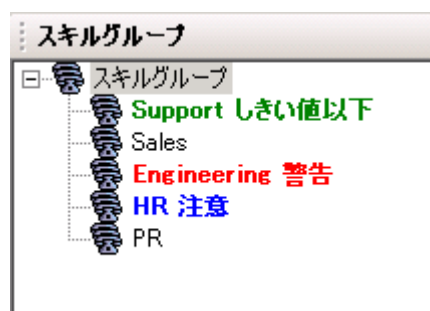 スキルグループ
スキルグループ
Support しきい値以下
Sales
Engineering 警告
HR 注意
PR